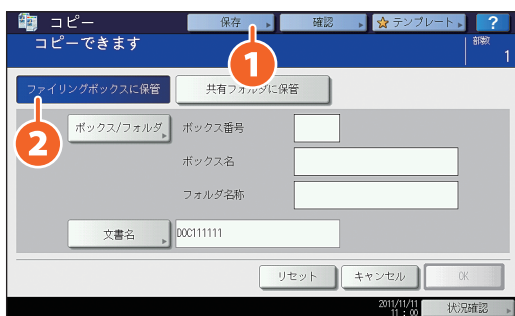 コピー 保存 確認 テンプレート ?
コピーできます 部数
1
1
ファイリングボックスに保管 共有フォルダに保管
2
ボックス/フォルダ ボックス番号
ボックス名
フォルダ名称
文書名 DOC111111
リセット キャンセル OK
2011/11/11
11:00 状況確認